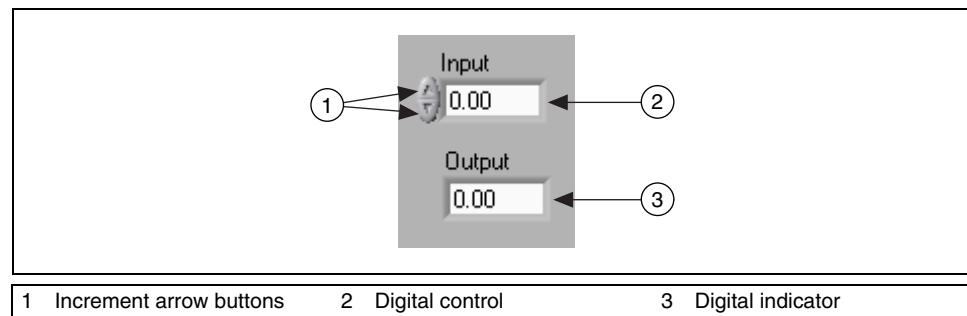 Input
1
0.00
2
Output
0.00
3
1 Increment arrow buttons 2 Digital control 3 Digital indicator